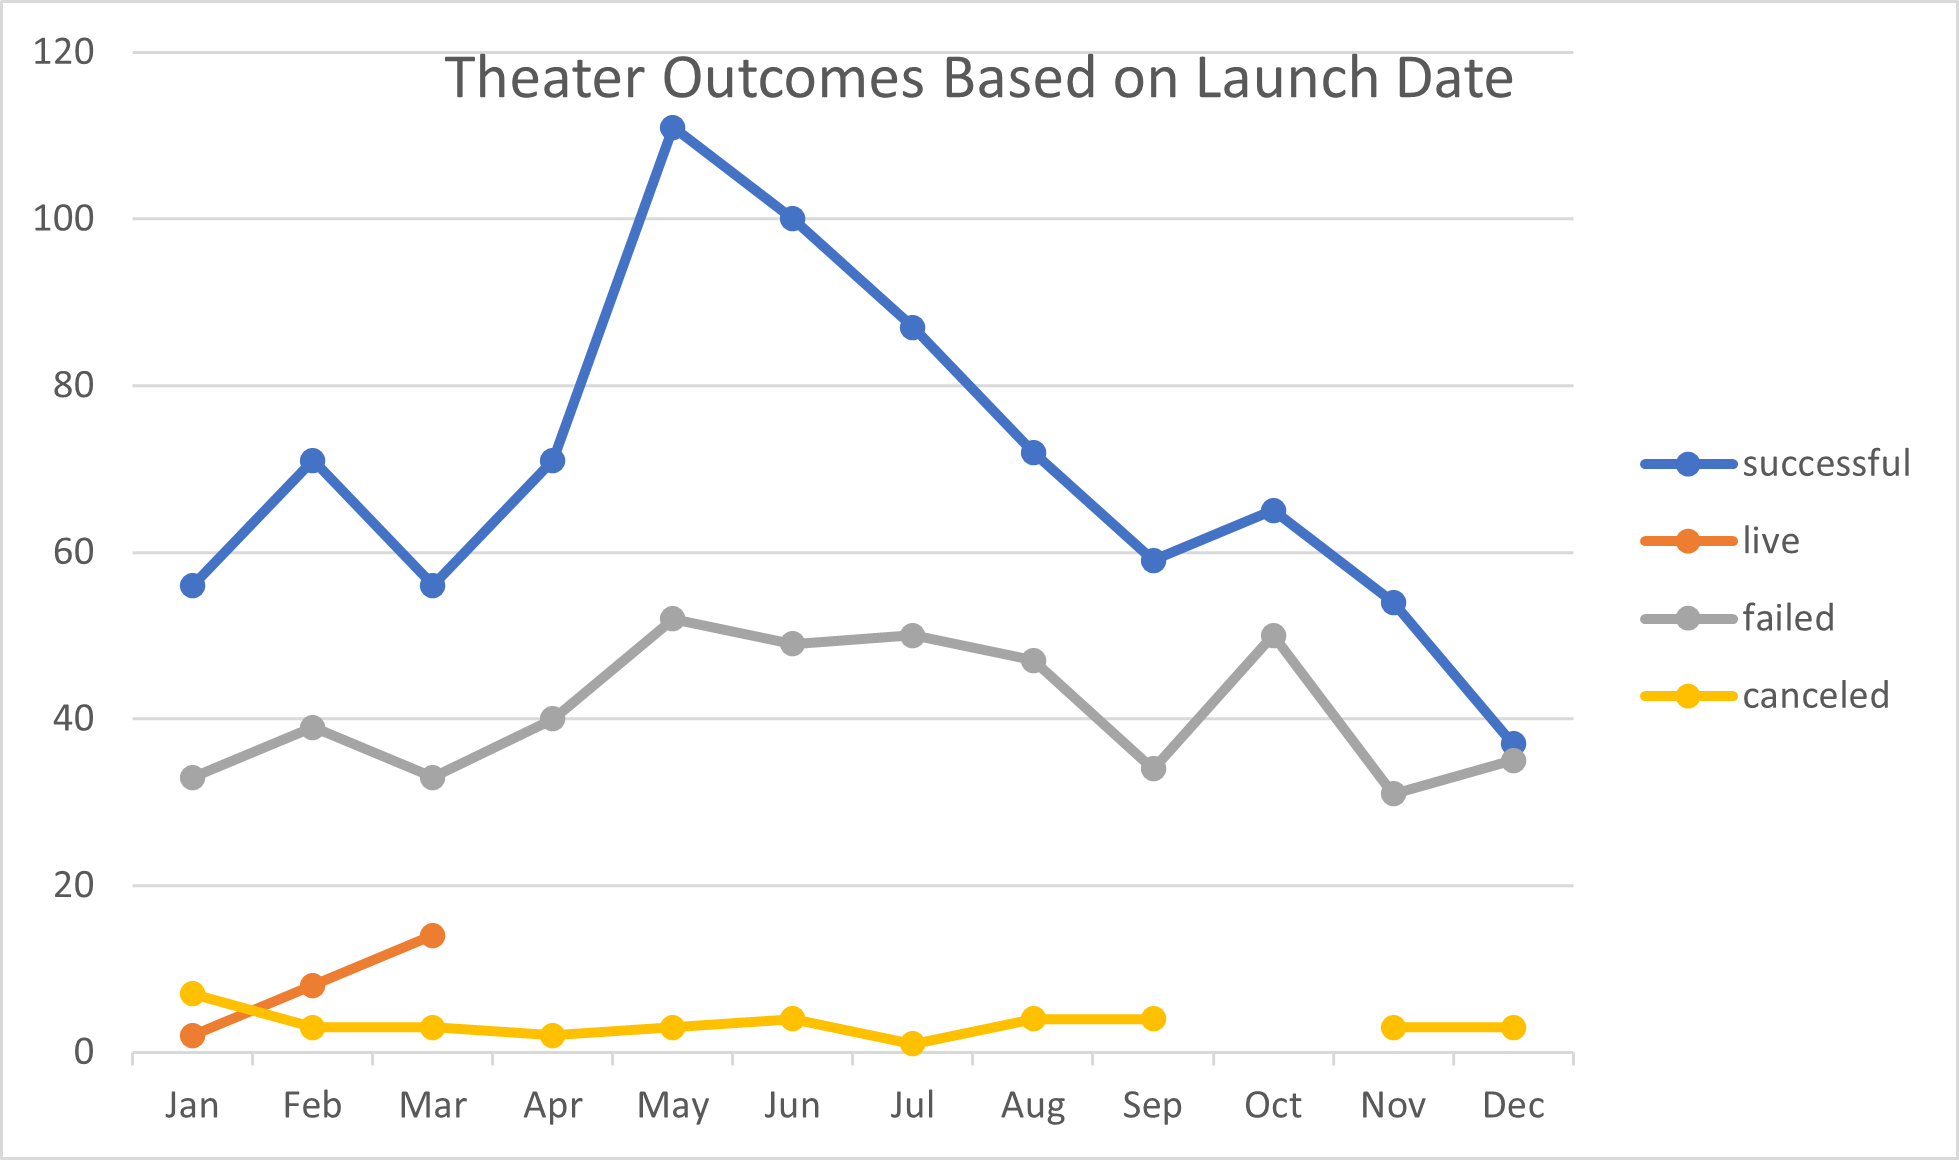 Theater Outcomes Based on Launch Date
120
100
80
60
40
20
0
Jan Feb Mar Apr May Jun Jul Aug Sep Oct Nov Dec
successful
live
failed
canceled